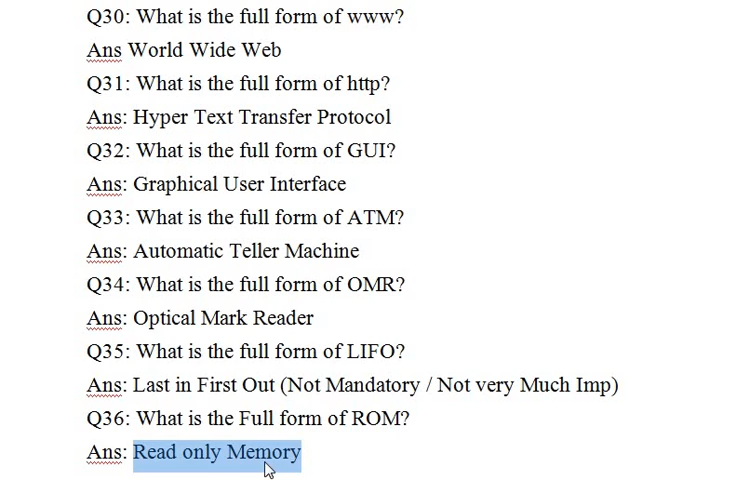 Q30: What is the full form of www?
Ans World Wide Web
Q31: What is the full form of http?
Ans: Hyper Text Transfer Protocol
Q32: What is the full form of GUI?
Ans: Graphical User Interface
Q33: What is the full form of ATM?
Ans: Automatic Teller Machine
Q34: What is the full form of OMR?
Ans: Optical Mark Reader
Q35: What is the full form of LIFO?
Ans: Last in First Out (Not Mandatory / Not very Much Imp)
Q36: What is the Full form of ROM?
Ans: Read only Memory